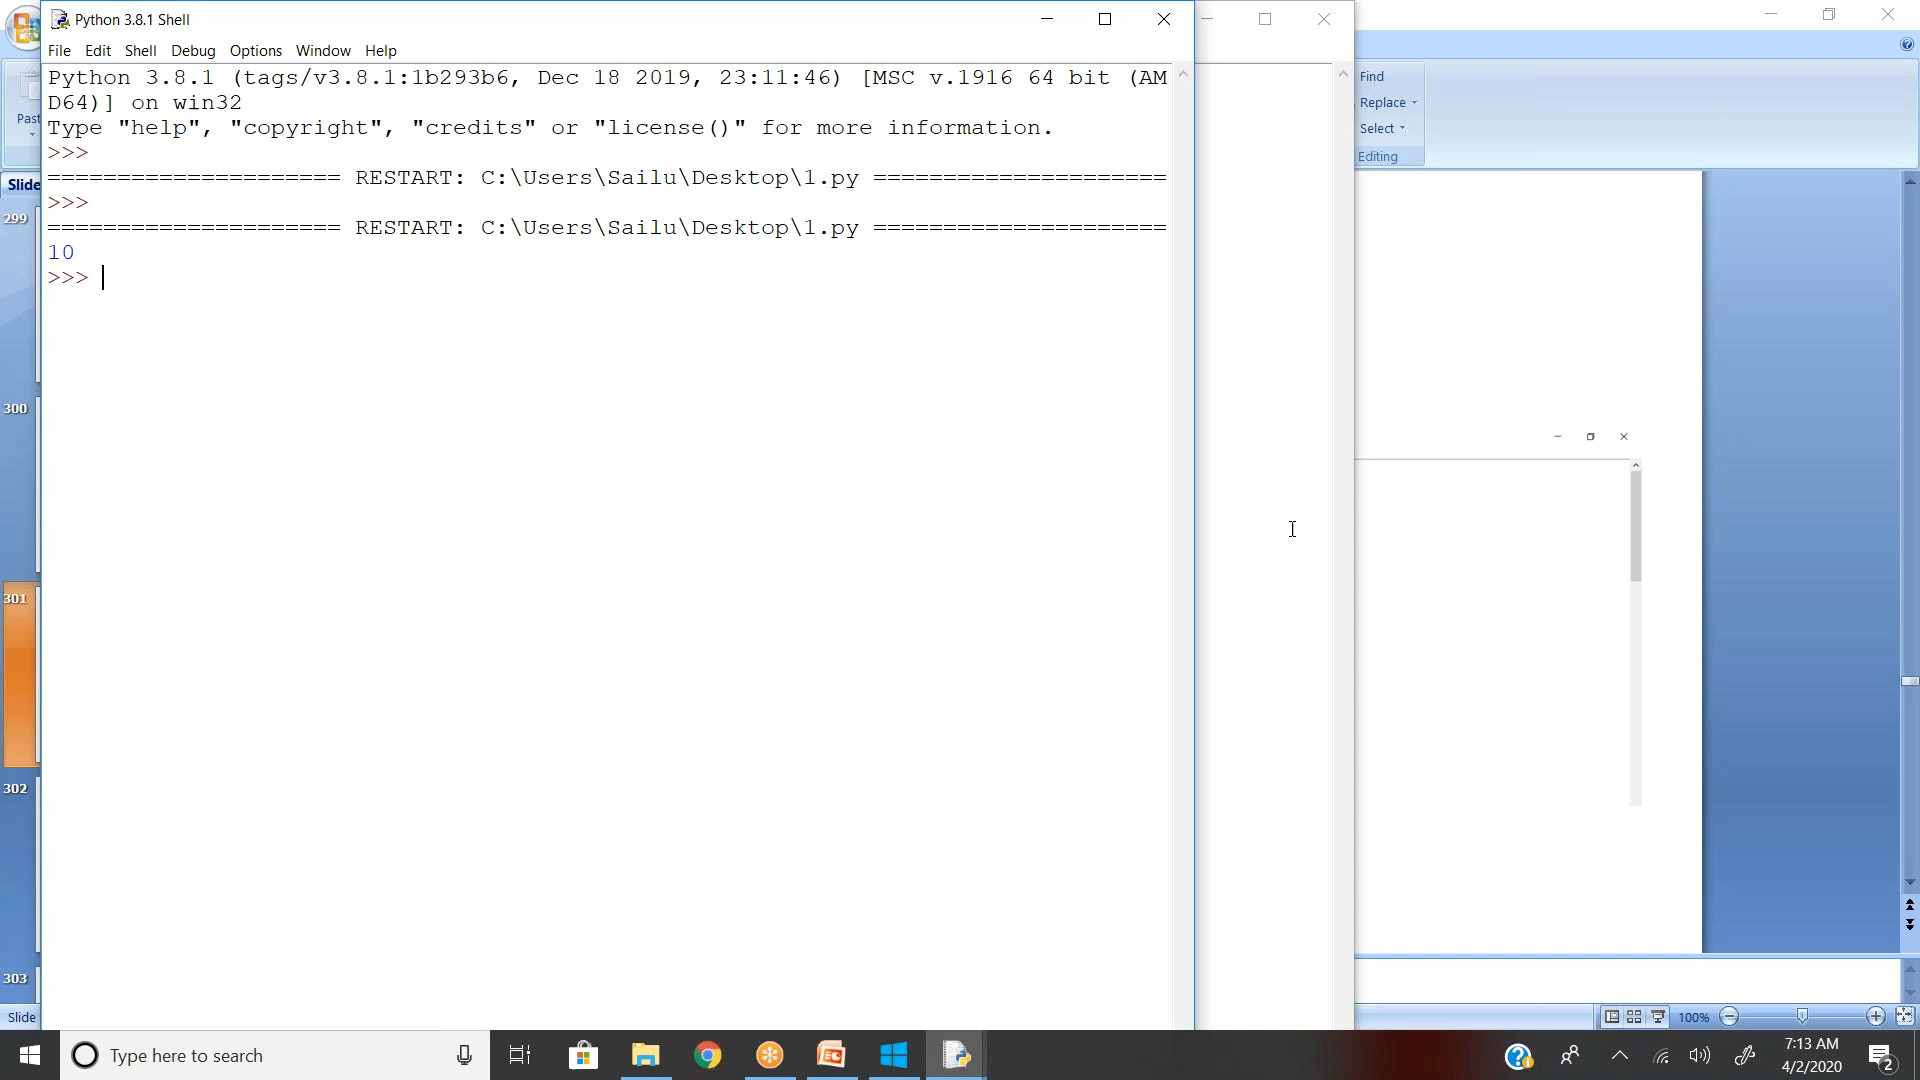 Python 3.8.1 Shell
File Edit Shell Debug Options Window Help
Python 3.8.1 (tags/v3.8.1:1b293b6, Dec 18 2019, 23:11:46) [MSC v.1916 64 bit (AM
D64)] on win32
Type "help", "copyright", "credits" or "license()" for more information.
>>>
===================== RESTART: C:\Users\Sailu\Desktop\1.py =====================
>>>
===================== RESTART: C:\Users\Sailu\Desktop\1.py =====================
10
>>>
Past
Slide
299
300
301
302
303
Slide
Find
Replace
Select
Editing
100%
Type here to search
7:13 AM
4/2/2020
2